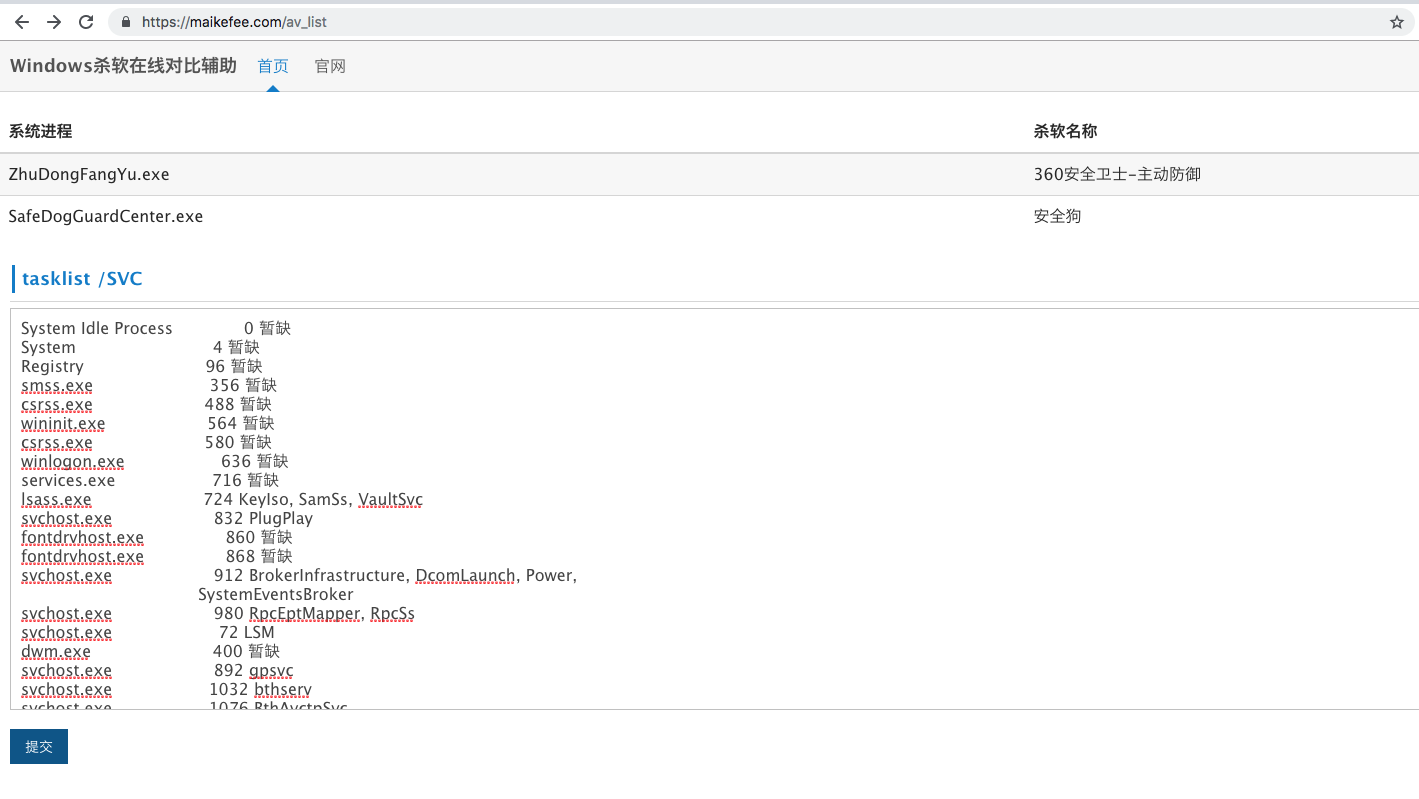 https://maikefee.com/av_list
Windows杀软在线对比辅助 首页 官网
系统进程 杀软名称
ZhuDongFangYu.exe 360安全卫士-主动防御
SafeDogGuardCenter.exe 安全狗
tasklist /SVC
System Idle Process 0 暂缺
System 4 暂缺
Registry 96 暂缺
smss.exe 356 暂缺
csrss.exe 488 暂缺
wininit.exe 564 暂缺
csrss.exe 580 暂缺
winlogon.exe 636 暂缺
services.exe 716 暂缺
lsass.exe 724 KeyIso, SamSs, VaultSvc
svchost.exe 832 PlugPlay
fontdrvhost.exe 860 暂缺
fontdrvhost.exe 868 暂缺
svchost.exe 912 BrokerInfrastructure, DcomLaunch, Power,
SystemEventsBroker
svchost.exe 980 RpcEptMapper, RpcSs
svchost.exe 72 LSM
dwm.exe 400 暂缺
svchost.exe 892 gpsvc
svchost.exe 1032 bthserv
svchost.exe 1076 BthAvctpSvc
提交